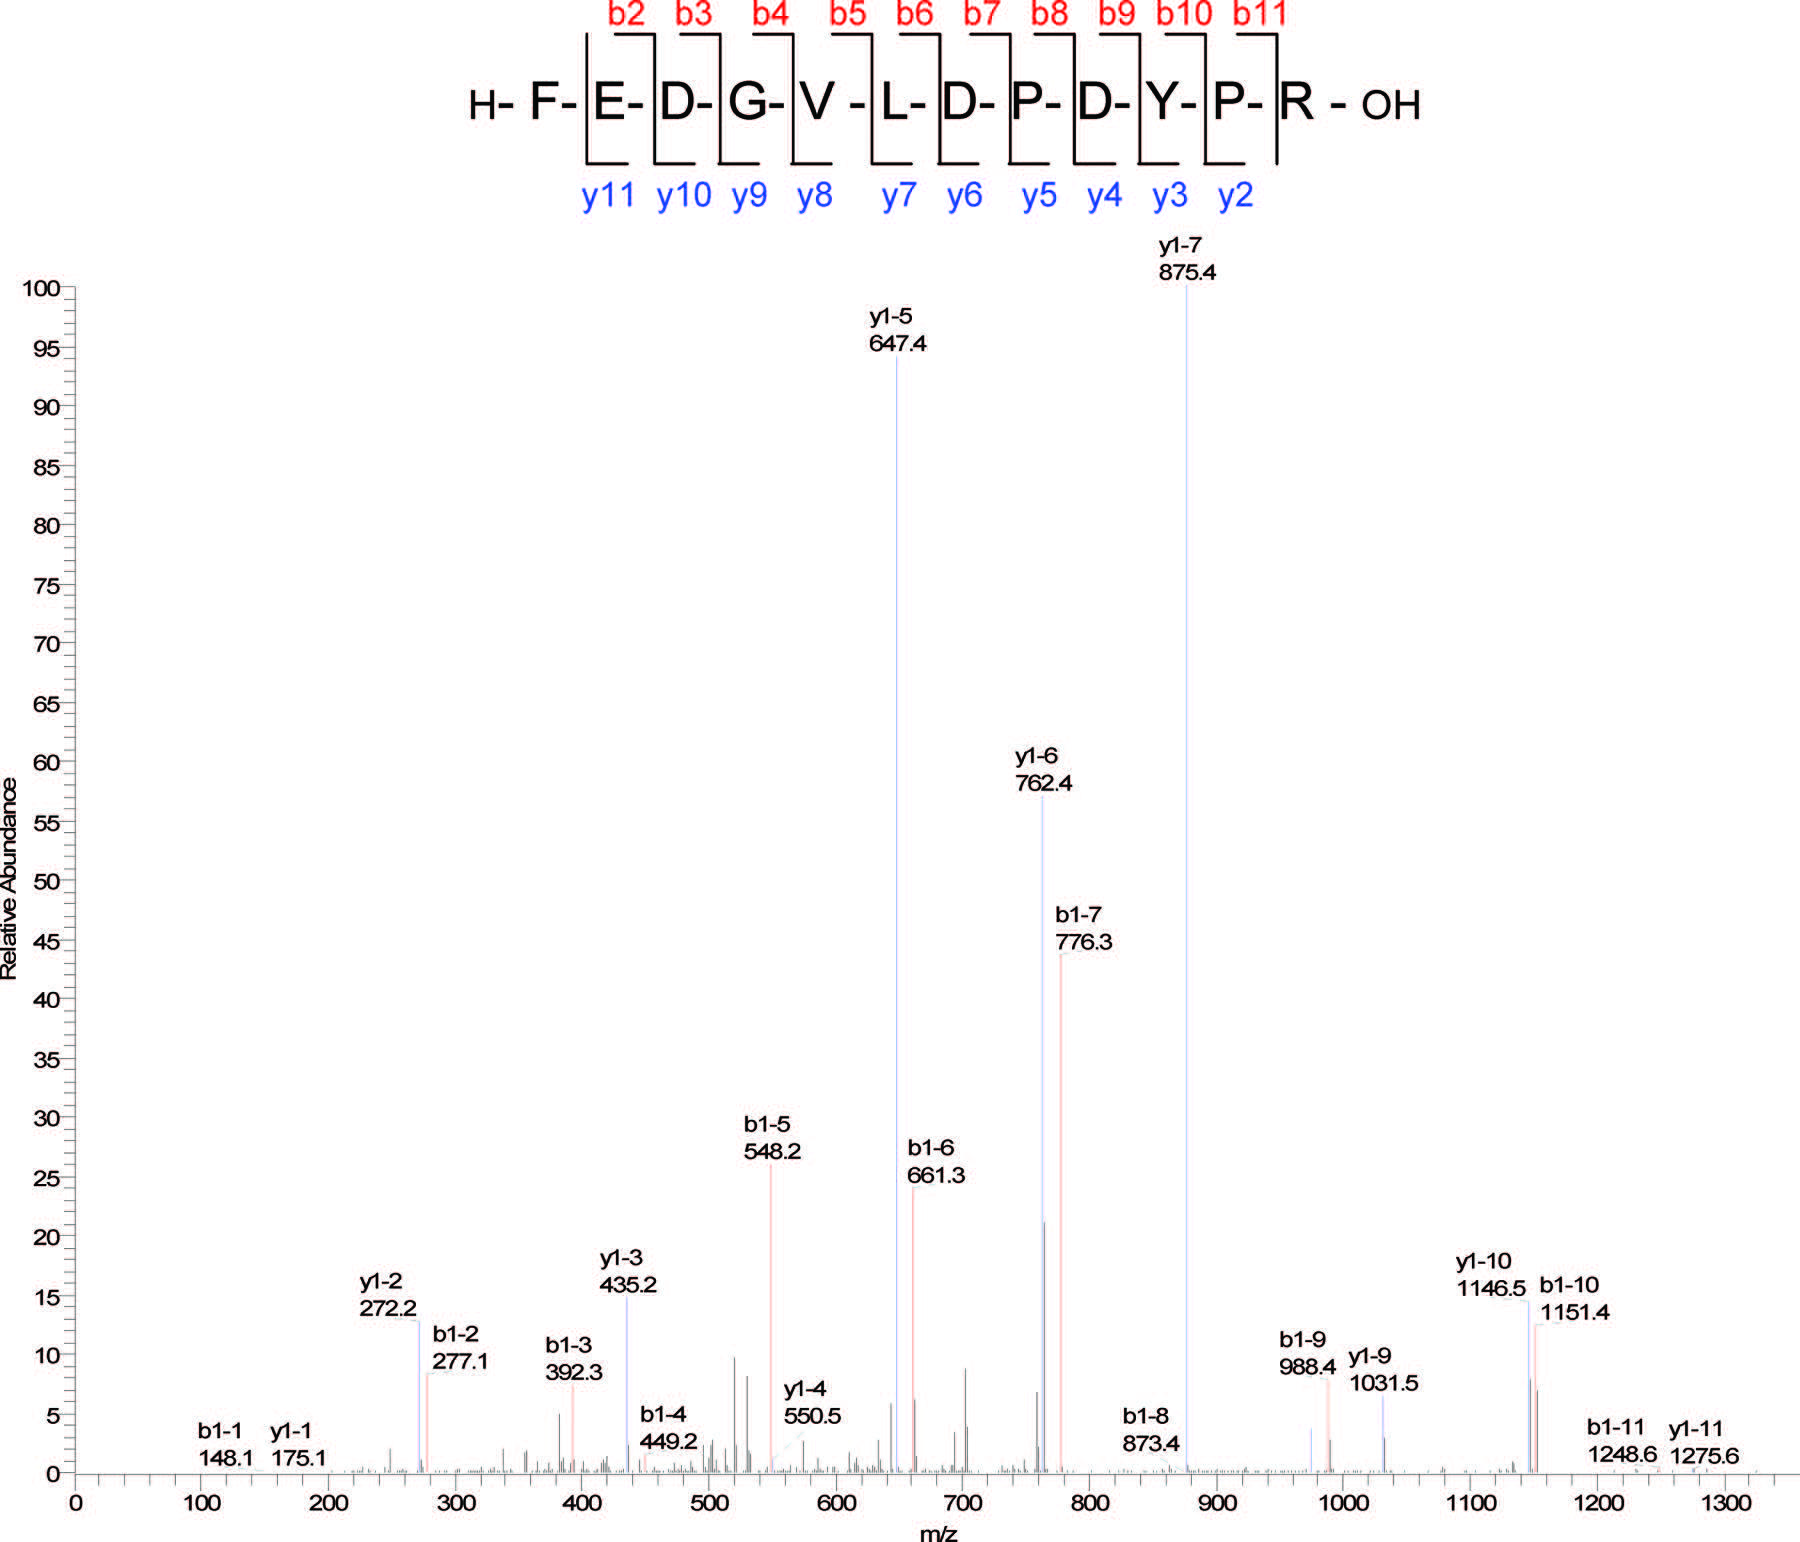 b2 b3 b4 b5 b6 b7 b8 b9 b10 b11
H- F- E- D- G- V - L- D- P- D- Y- P- R - OH
y11 y10 y9 y8 y7 y6 y5 y4 y3 y2
y1-7
875.4
y1-5
647.4
y1-6
762.4
b1-7
776.3
b1-5
548.2
b1-6
661.3
y1-3
435.2
y1-2
272.2
b1-2
277.1
b1-3
392.3
y1-4
550.5
b1-4
449.2
b1-1
148.1
y1-1
175.1
b1-8
873.4
b1-9
988.4
y1-9
1031.5
y1-10
1146.5
b1-10
1151.4
b1-11
1248.6
y1-11
1275.6
100
95
90
85
80
75
70
65
60
55
50
45
40
35
30
25
20
15
10
5
0
Relative Abundance
0 100 200 300 400 500 600 700 800 900 1000 1100 1200 1300
m/z